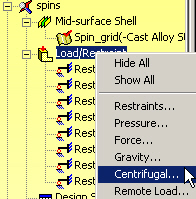 spins
Mid-surface Shell
Spin_grid(-Cast Alloy S
Load/Restraint
Hide All
Show All
Rest
Rest
Restraints...
Rest
Pressure...
Rest
Force...
Rest
Gravity...
Rest
Centrifugal...
Rest
Remote Load...
Design S